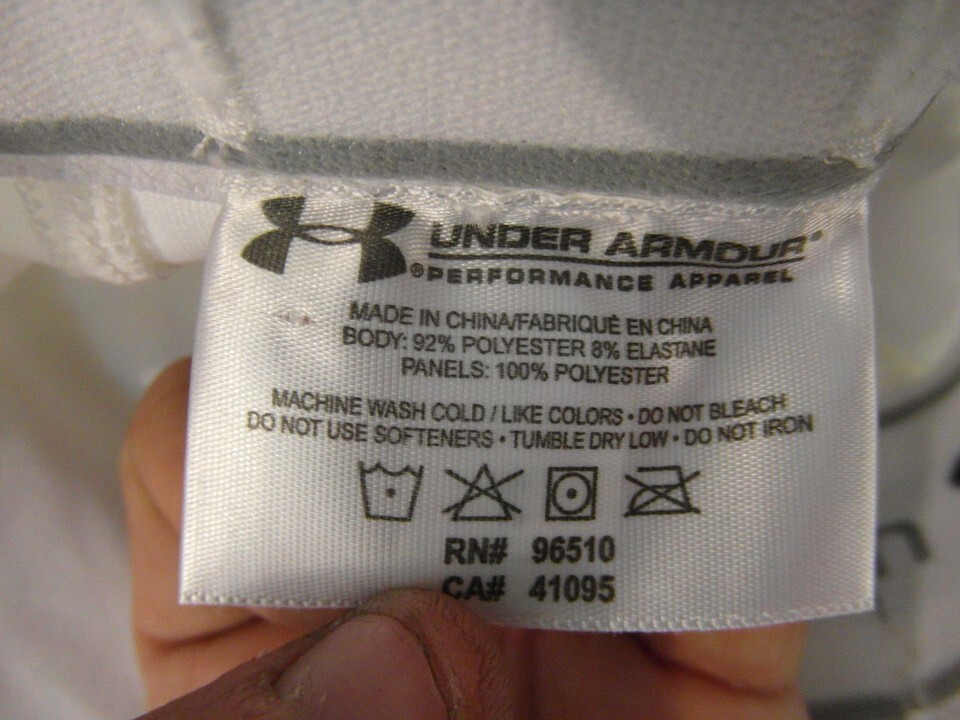 UNDER ARMOUR®
®PERFORMANCE APPAREL
MADE IN CHINA/FABRIQUÉ EN CHINA
BODY: 92% POLYESTER 8% ELASTANE
PANELS: 100% POLYESTER
MACHINE WASH COLD / LIKE COLORS • DO NOT BLEACH
DO NOT USE SOFTENERS • TUMBLE DRY LOW • DO NOT IRON
RN# 96510
CA# 41095